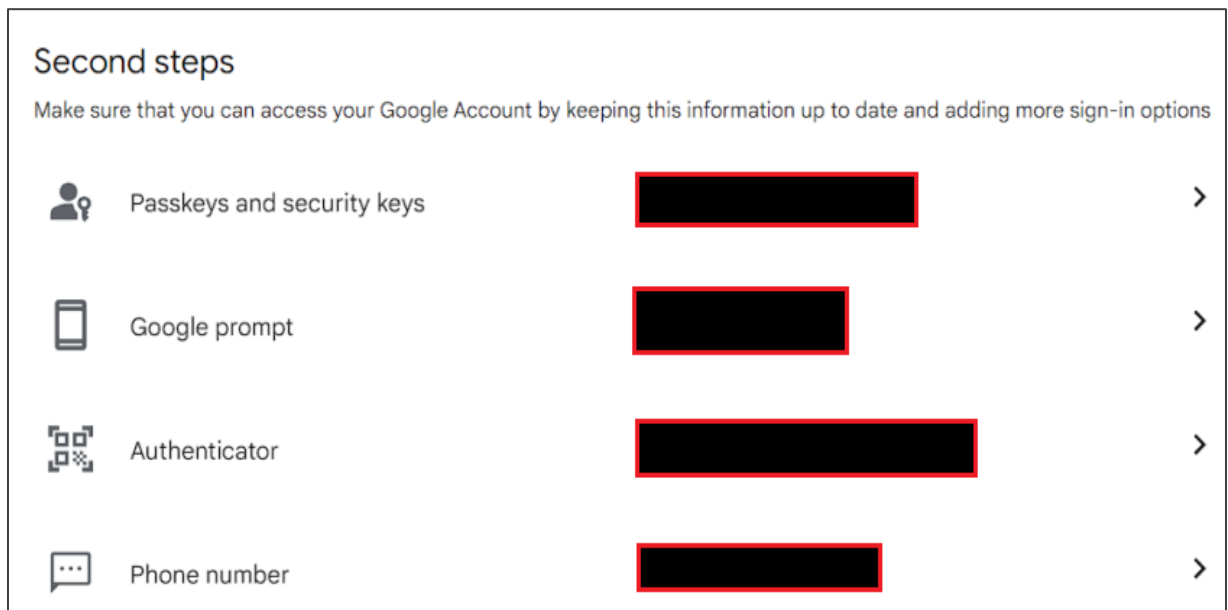 Second steps
Make sure that you can access your Google Account by keeping this information up to date and adding more sign-in options
Passkeys and security keys
Google prompt
Authenticator
Phone number